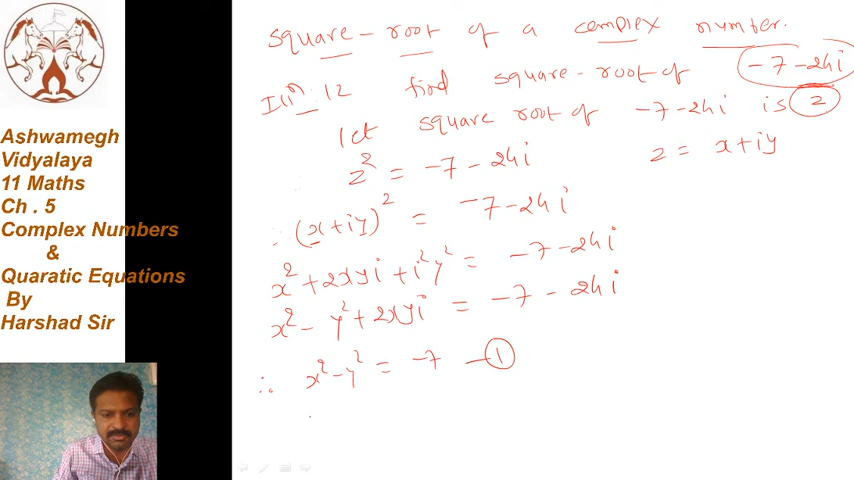 Ashwamegh
Vidyalaya
11 Maths
Ch . 5
Complex Numbers
&
Quaratic Equations
By
Harshad Sir
square - root of a complex number.
12 find square-root of -7-24i
let square root of -7-24i is z
z² = -7-24i z = x+iy
∴ (x+iy)² = -7-24i
x² + 2xyi + i²y² = -7-24i
x² - y² + 2xyi = -7-24i
∴ x² - y² = -7 —①